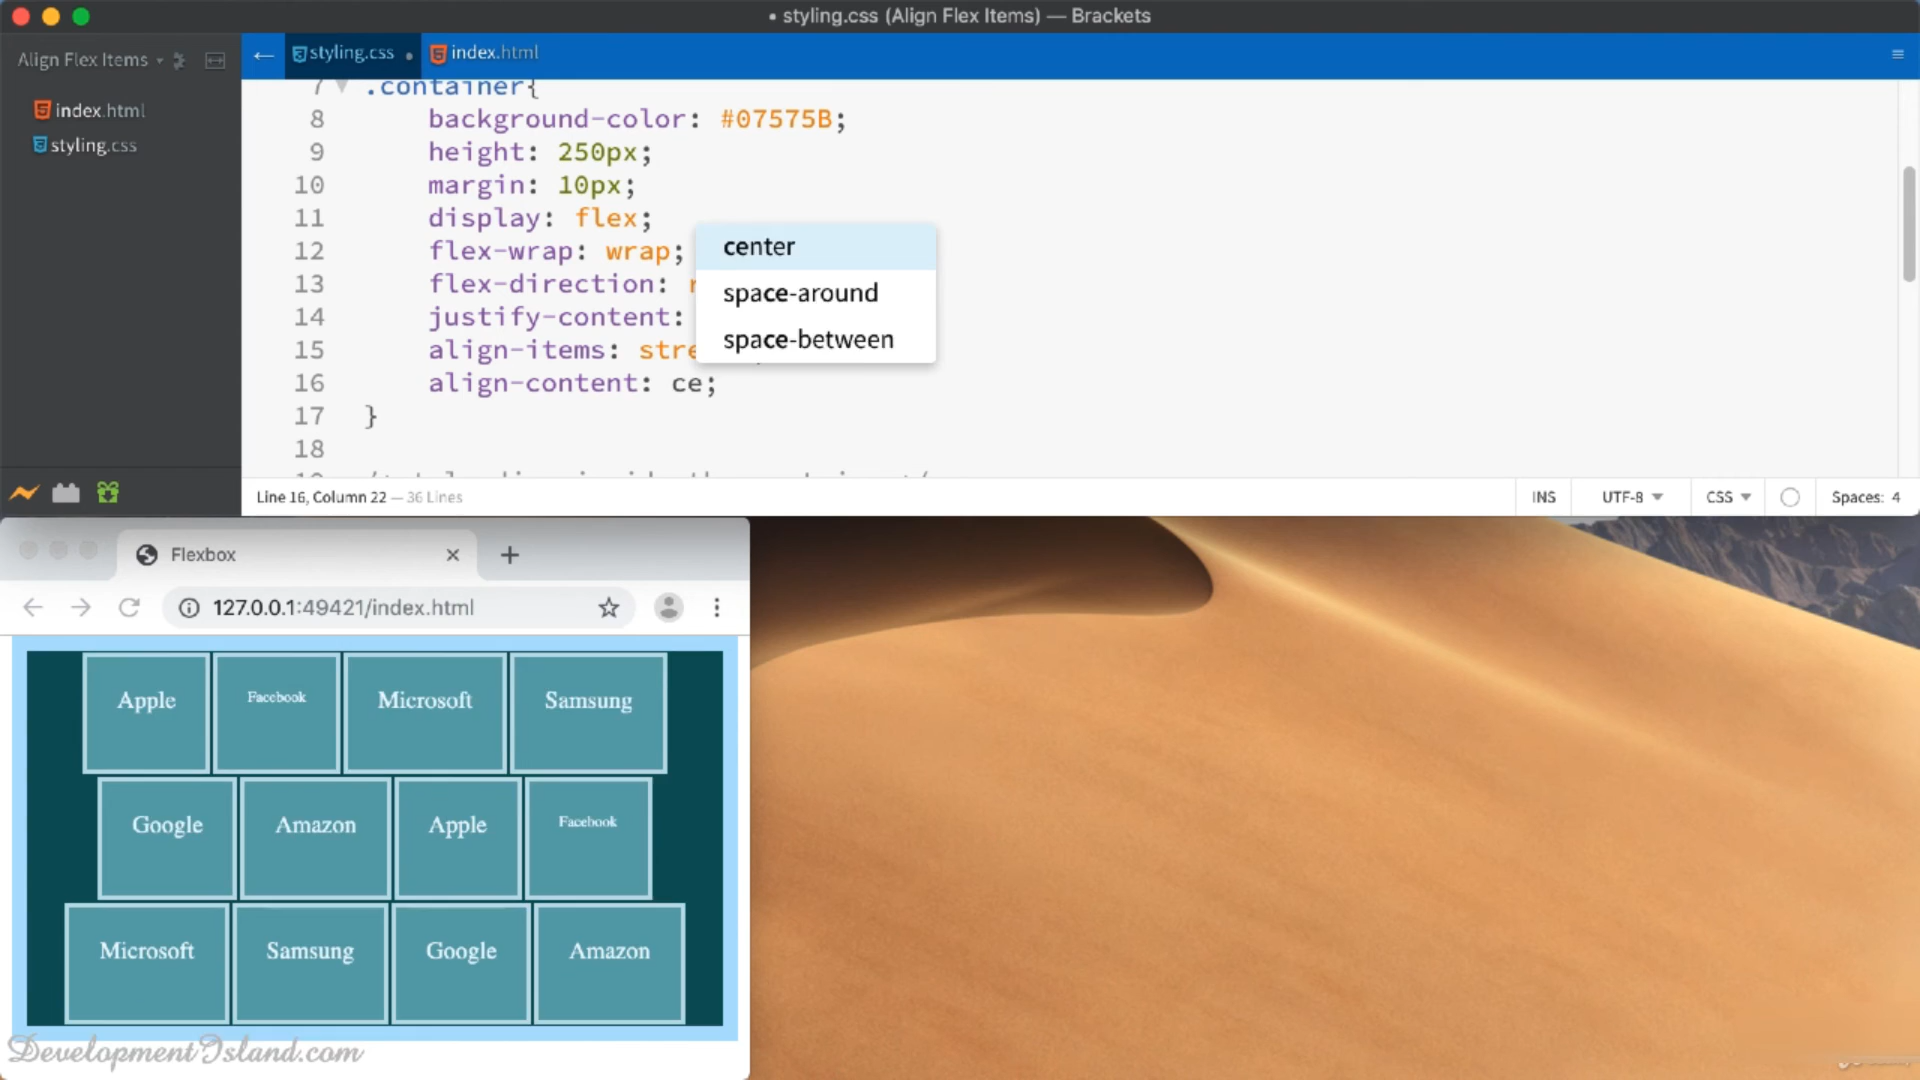 • styling.css (Align Flex Items) — Brackets
Align Flex Items
styling.css •
index.html
index.html
styling.css
7 .container{
8 background-color: #07575B;
9 height: 250px;
10 margin: 10px;
11 display: flex;
12 flex-wrap: wrap;
13 flex-direction:
14 justify-content:
15 align-items: stre
16 align-content: ce;
17 }
18
center
space-around
space-between
Line 16, Column 22 — 36 Lines
INS
UTF-8
CSS
Spaces: 4
Flexbox
127.0.0.1:49421/index.html
Apple
Facebook
Microsoft
Samsung
Google
Amazon
Apple
Facebook
Microsoft
Samsung
Google
Amazon
DevelopmentIsland.com